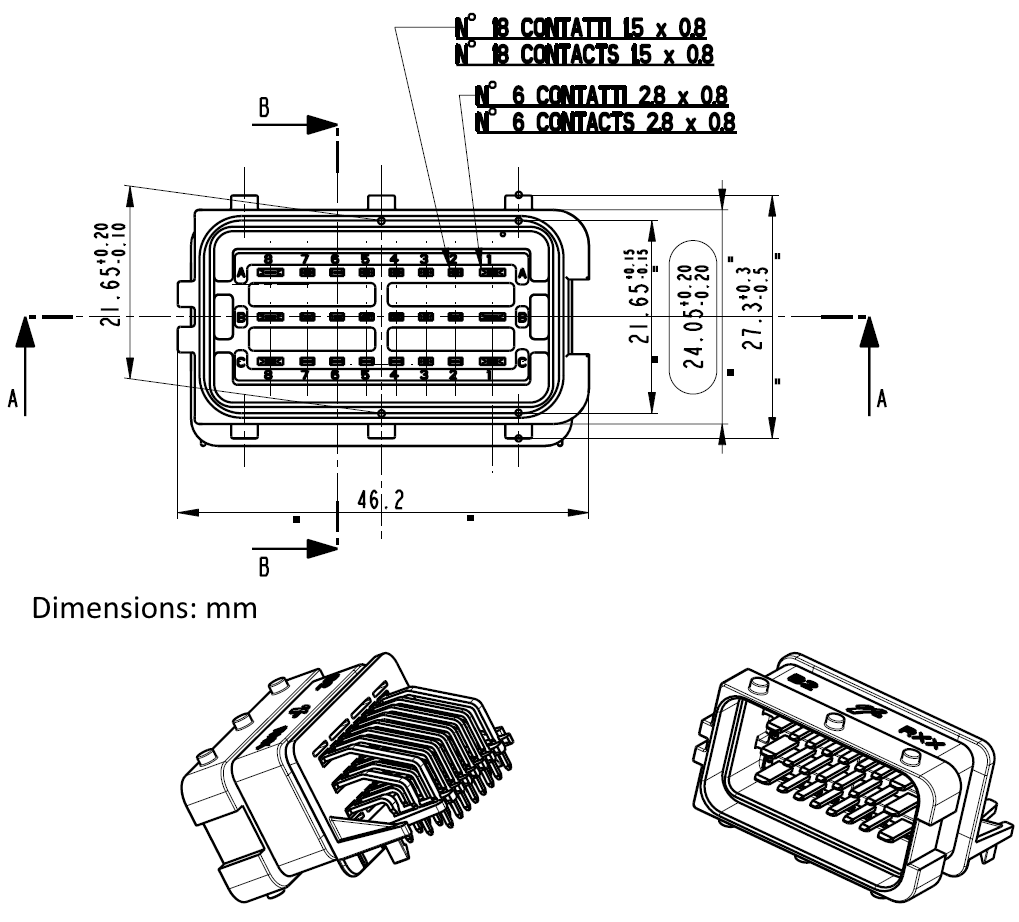 N° 18 CONTATTI 1.5 x 0.8
N° 18 CONTACTS 1.5 x 0.8
N° 6 CONTATTI 2.8 x 0.8
N° 6 CONTACTS 2.8 x 0.8
B
21.65 +0.20 -0.10
8 7 6 5 4 3 2 1
A A
B B
C C
8 7 6 5 4 3 2 1
21.65 +0.15 -0.15
24.05 +0.20 -0.20
27.3 +0.3 -0.5
A A
46.2
B
Dimensions: mm
B2
RXX